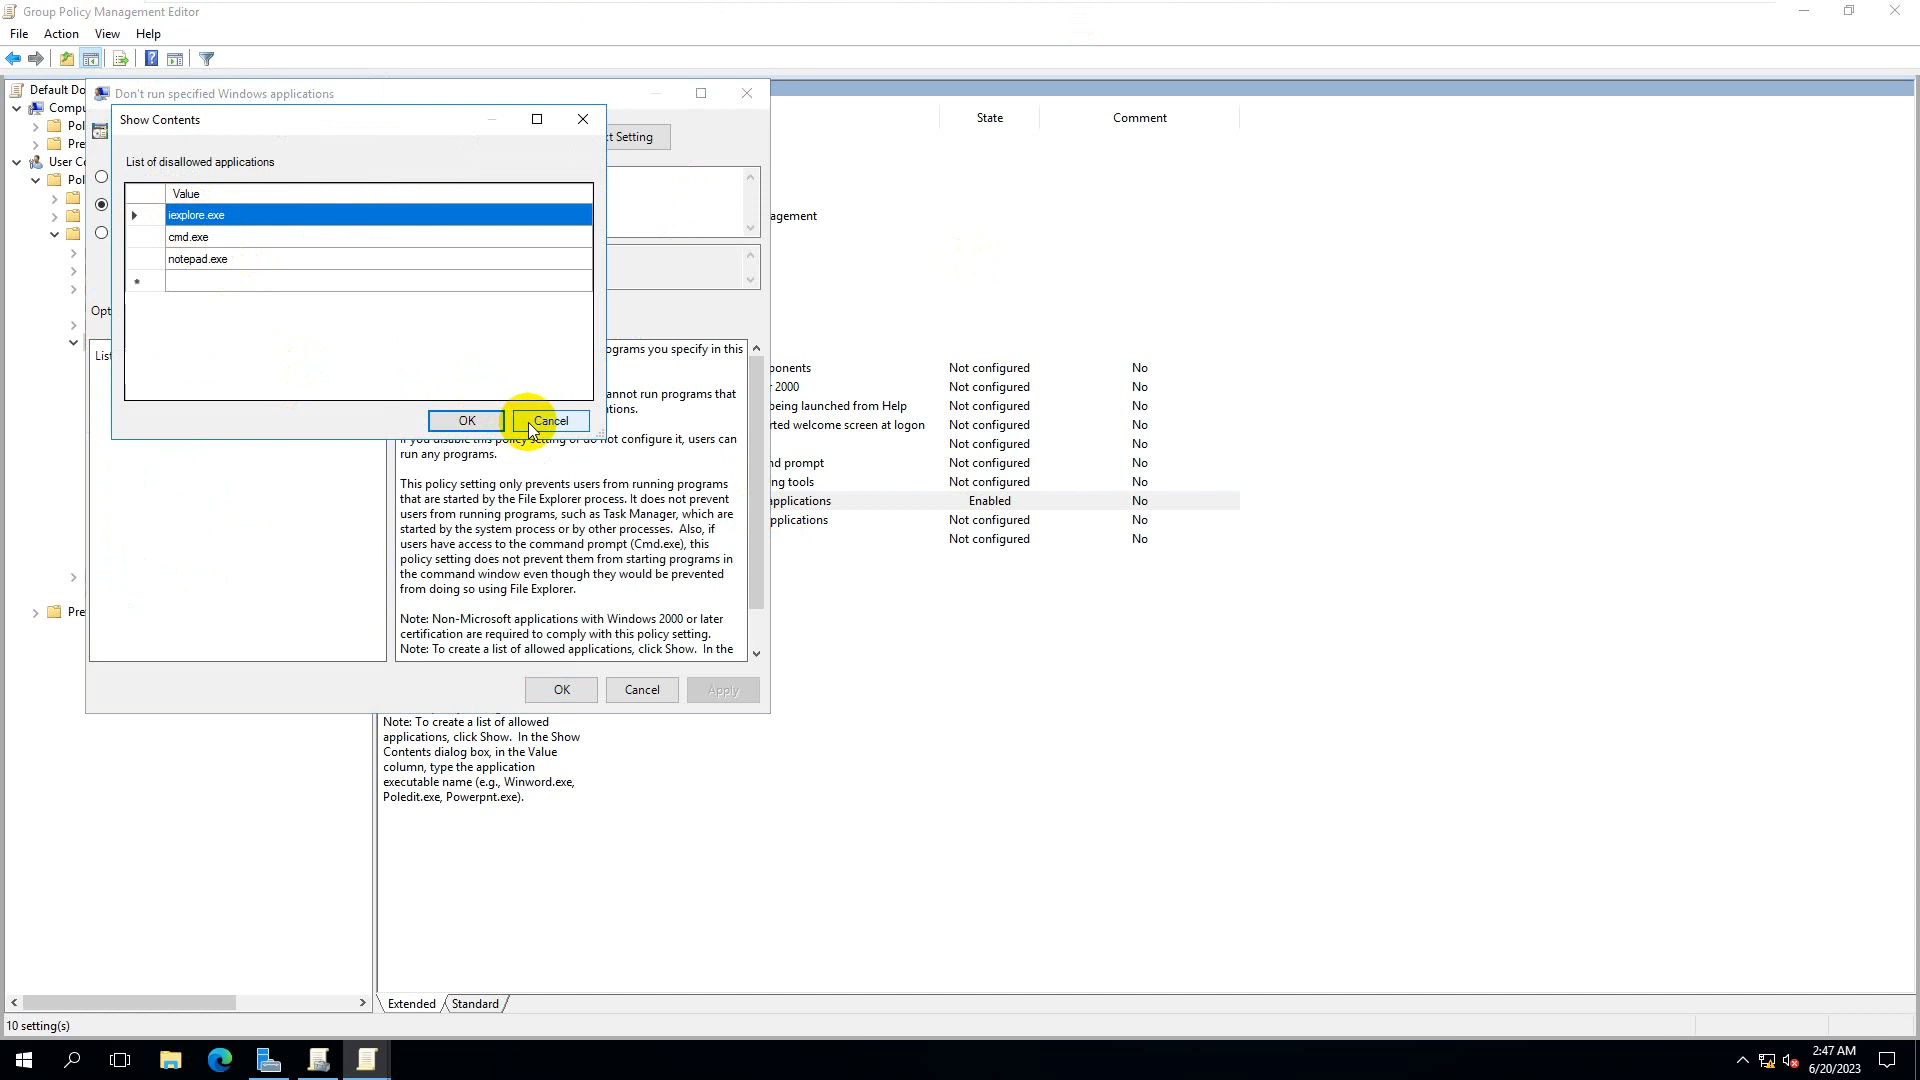 Group Policy Management Editor
File Action View Help
Default Do
Compu
Pol
Pre
User Co
Pol
Pre
Don't run specified Windows applications
Show Contents
t Setting
List of disallowed applications
Value
iexplore.exe
cmd.exe
notepad.exe
*
OK
Cancel
Opt
List
ograms you specify in this
annot run programs that
tions.
If you disable this policy setting or do not configure it, users can
run any programs.
This policy setting only prevents users from running programs
that are started by the File Explorer process. It does not prevent
users from running programs, such as Task Manager, which are
started by the system process or by other processes. Also, if
users have access to the command prompt (Cmd.exe), this
policy setting does not prevent them from starting programs in
the command window even though they would be prevented
from doing so using File Explorer.
Note: Non-Microsoft applications with Windows 2000 or later
certification are required to comply with this policy setting.
Note: To create a list of allowed applications, click Show. In the
OK Cancel Apply
Note: To create a list of allowed
applications, click Show. In the Show
Contents dialog box, in the Value
column, type the application
executable name (e.g., Winword.exe,
Poledit.exe, Powerpnt.exe).
State Comment
agement
ponents Not configured No
2000 Not configured No
being launched from Help Not configured No
rted welcome screen at logon Not configured No
Not configured No
nd prompt Not configured No
ng tools Not configured No
applications Enabled No
pplications Not configured No
Not configured No
Extended Standard
10 setting(s)
2:47 AM
6/20/2023